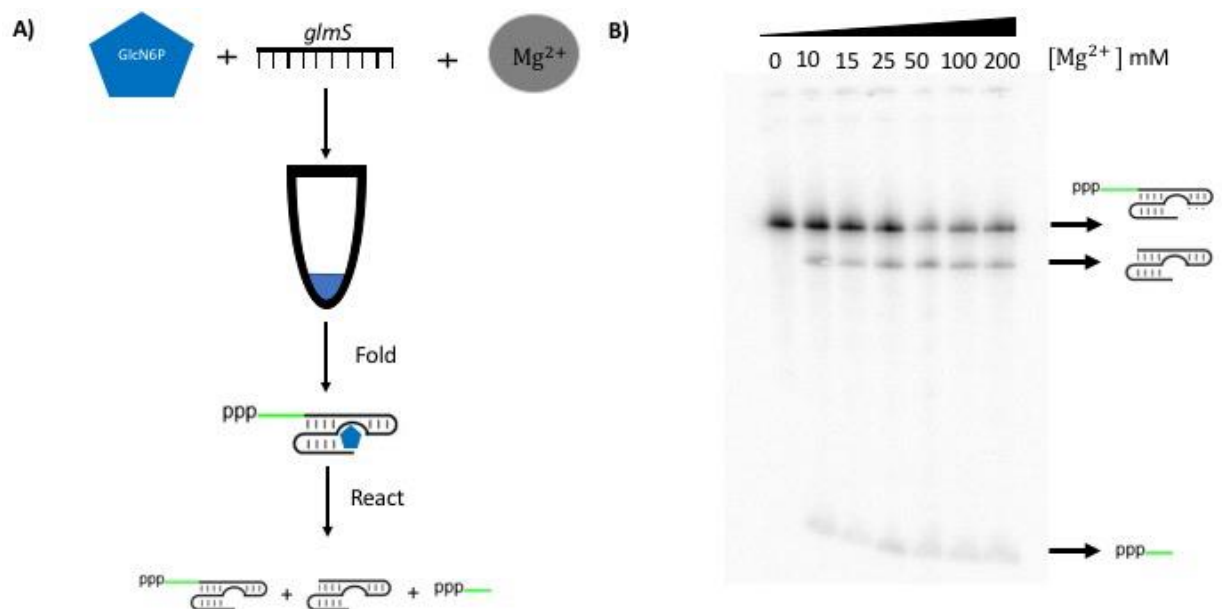 A)
GlcN6P + glmS + Mg²⁺
Fold
ppp
React
ppp + + ppp
B)
0 10 15 25 50 100 200 [Mg²⁺] mM
ppp
ppp